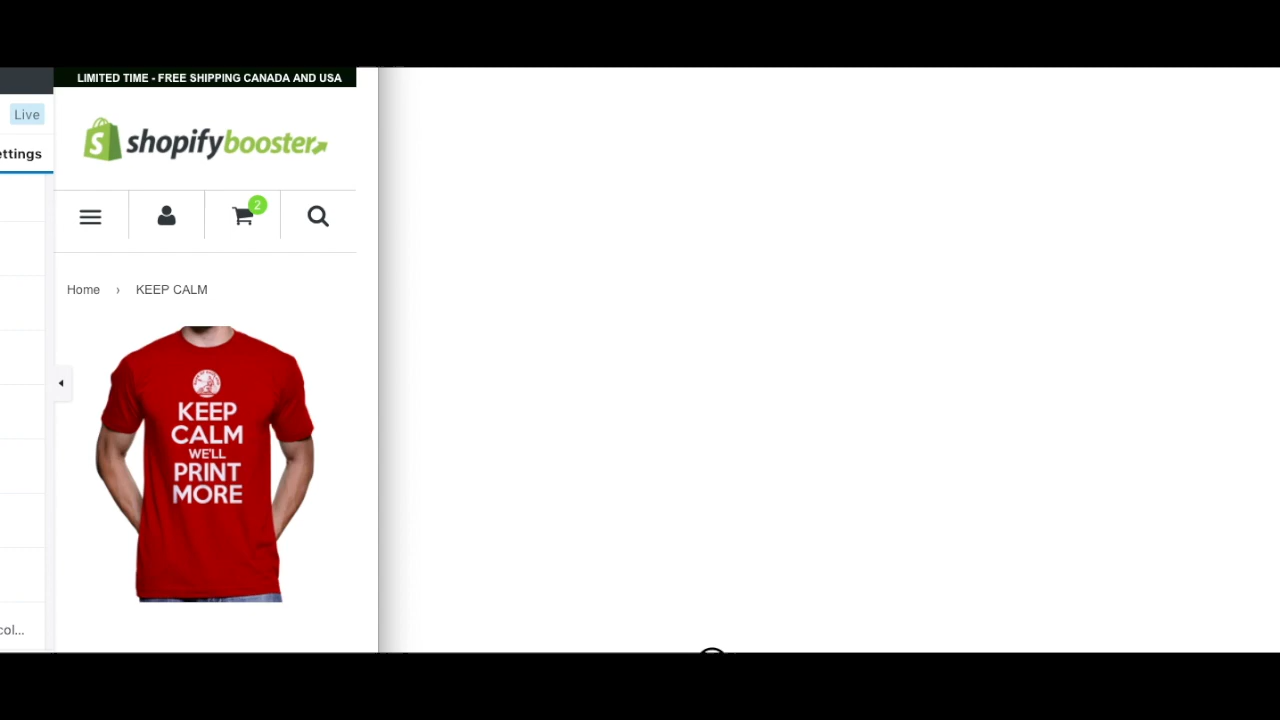 LIMITED TIME - FREE SHIPPING CANADA AND USA
Live
shopifybooster
ettings
2
Home › KEEP CALM
KEEP
CALM
WE'LL
PRINT
MORE
col...